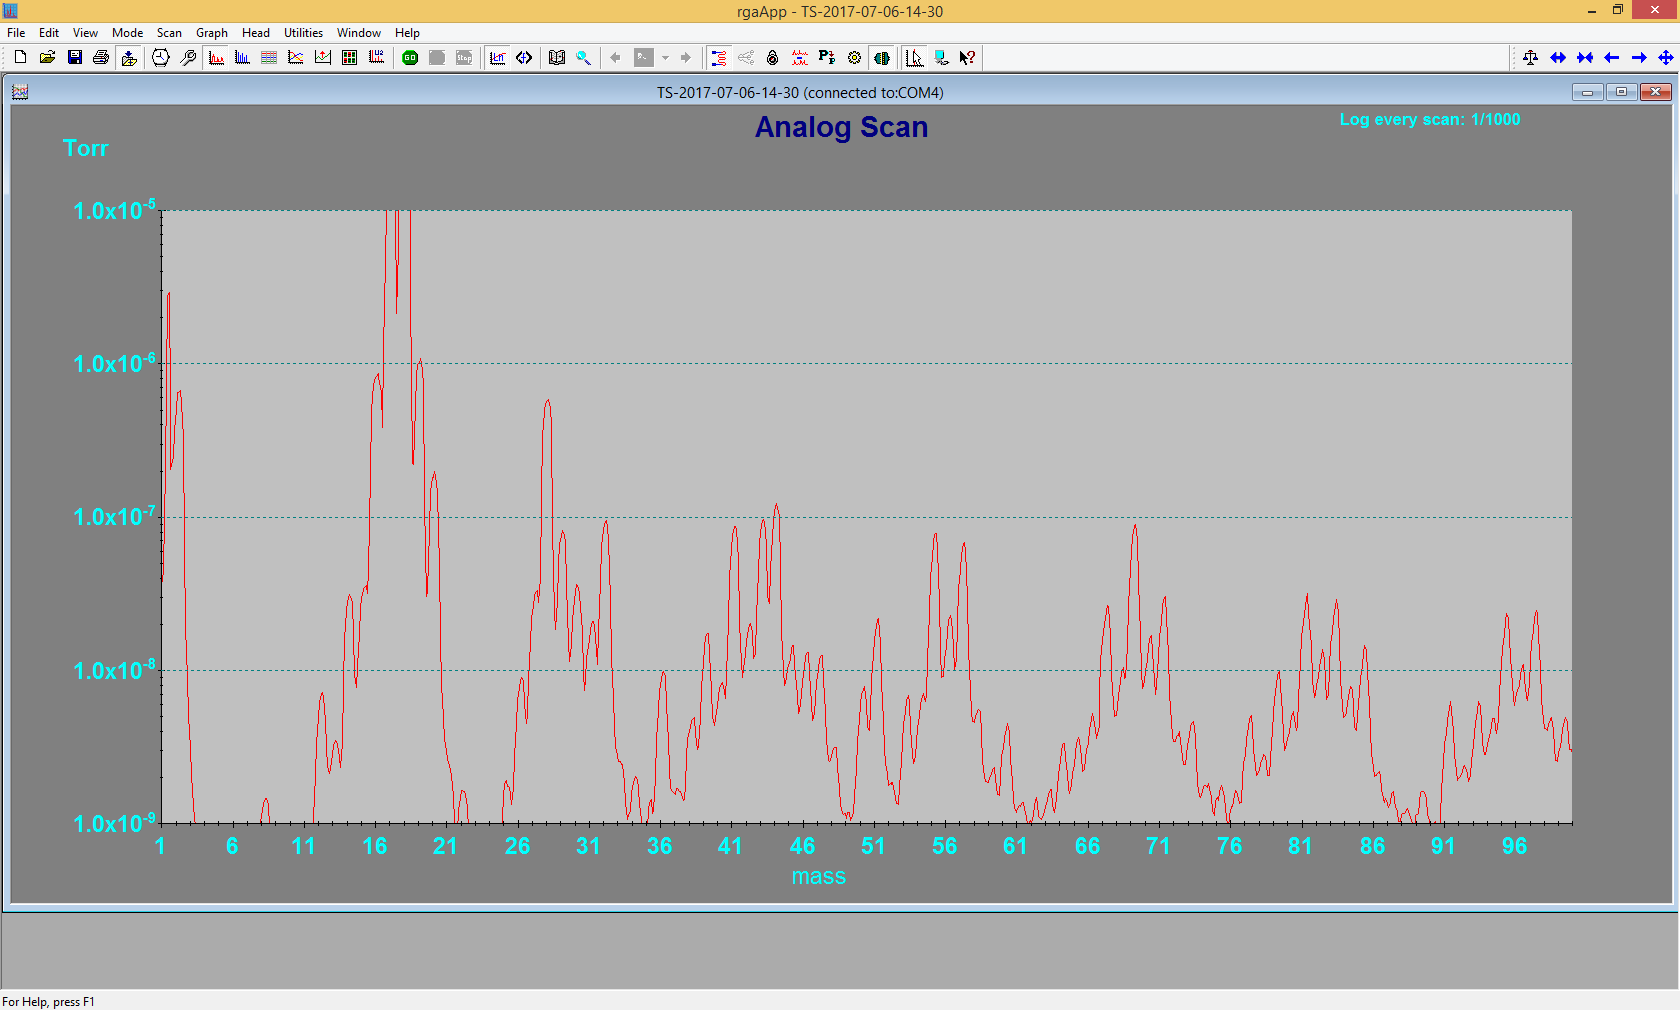 rgaApp - TS-2017-07-06-14-30
File Edit View Mode Scan Graph Head Utilities Window Help
GO Stop
TS-2017-07-06-14-30 (connected to:COM4)
Analog Scan
Log every scan: 1/1000
Torr
1.0x10-5
1.0x10-6
1.0x10-7
1.0x10-8
1.0x10-9
1 6 11 16 21 26 31 36 41 46 51 56 61 66 71 76 81 86 91 96
mass
For Help, press F1